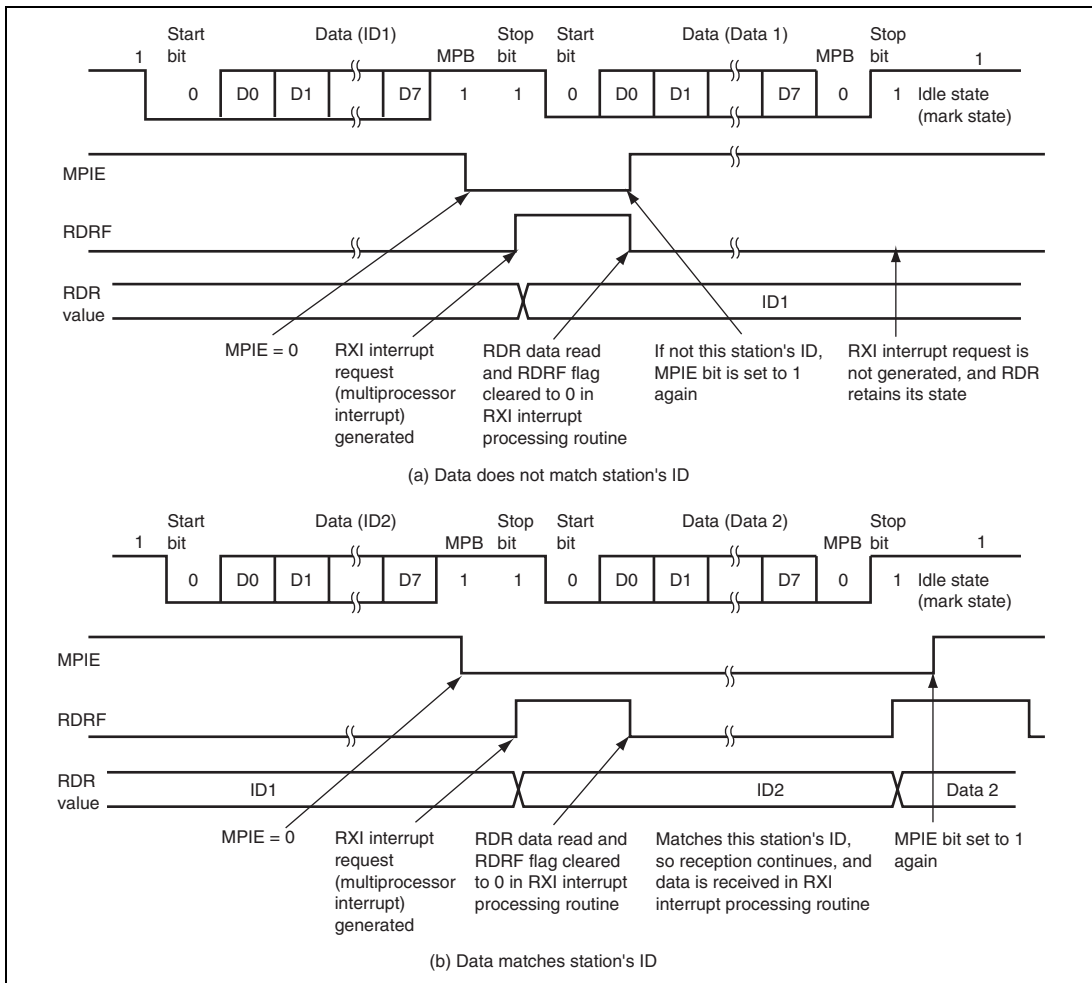 Start bit Data (ID1) MPB Stop bit Start bit Data (Data 1) MPB Stop bit
1 1
0 D0 D1 D7 1 1 0 D0 D1 D7 0 1 Idle state (mark state)
MPIE
RDRF
RDR value
ID1
MPIE = 0
RXI interrupt
request
(multiprocessor
interrupt)
generated
RDR data read
and RDRF flag
cleared to 0 in
RXI interrupt
processing routine
If not this station's ID,
MPIE bit is set to 1
again
RXI interrupt request is
not generated, and RDR
retains its state
(a) Data does not match station's ID
Start bit Data (ID2) MPB Stop bit Start bit Data (Data 2) MPB Stop bit
1 1
0 D0 D1 D7 1 1 0 D0 D1 D7 0 1 Idle state (mark state)
MPIE
RDRF
RDR value
ID1 ID2 Data 2
MPIE = 0
RXI interrupt
request
(multiprocessor
interrupt)
generated
RDR data read and
RDRF flag cleared
to 0 in RXI interrupt
processing routine
Matches this station's ID,
so reception continues, and
data is received in RXI
interrupt processing routine
MPIE bit set to 1
again
(b) Data matches station's ID